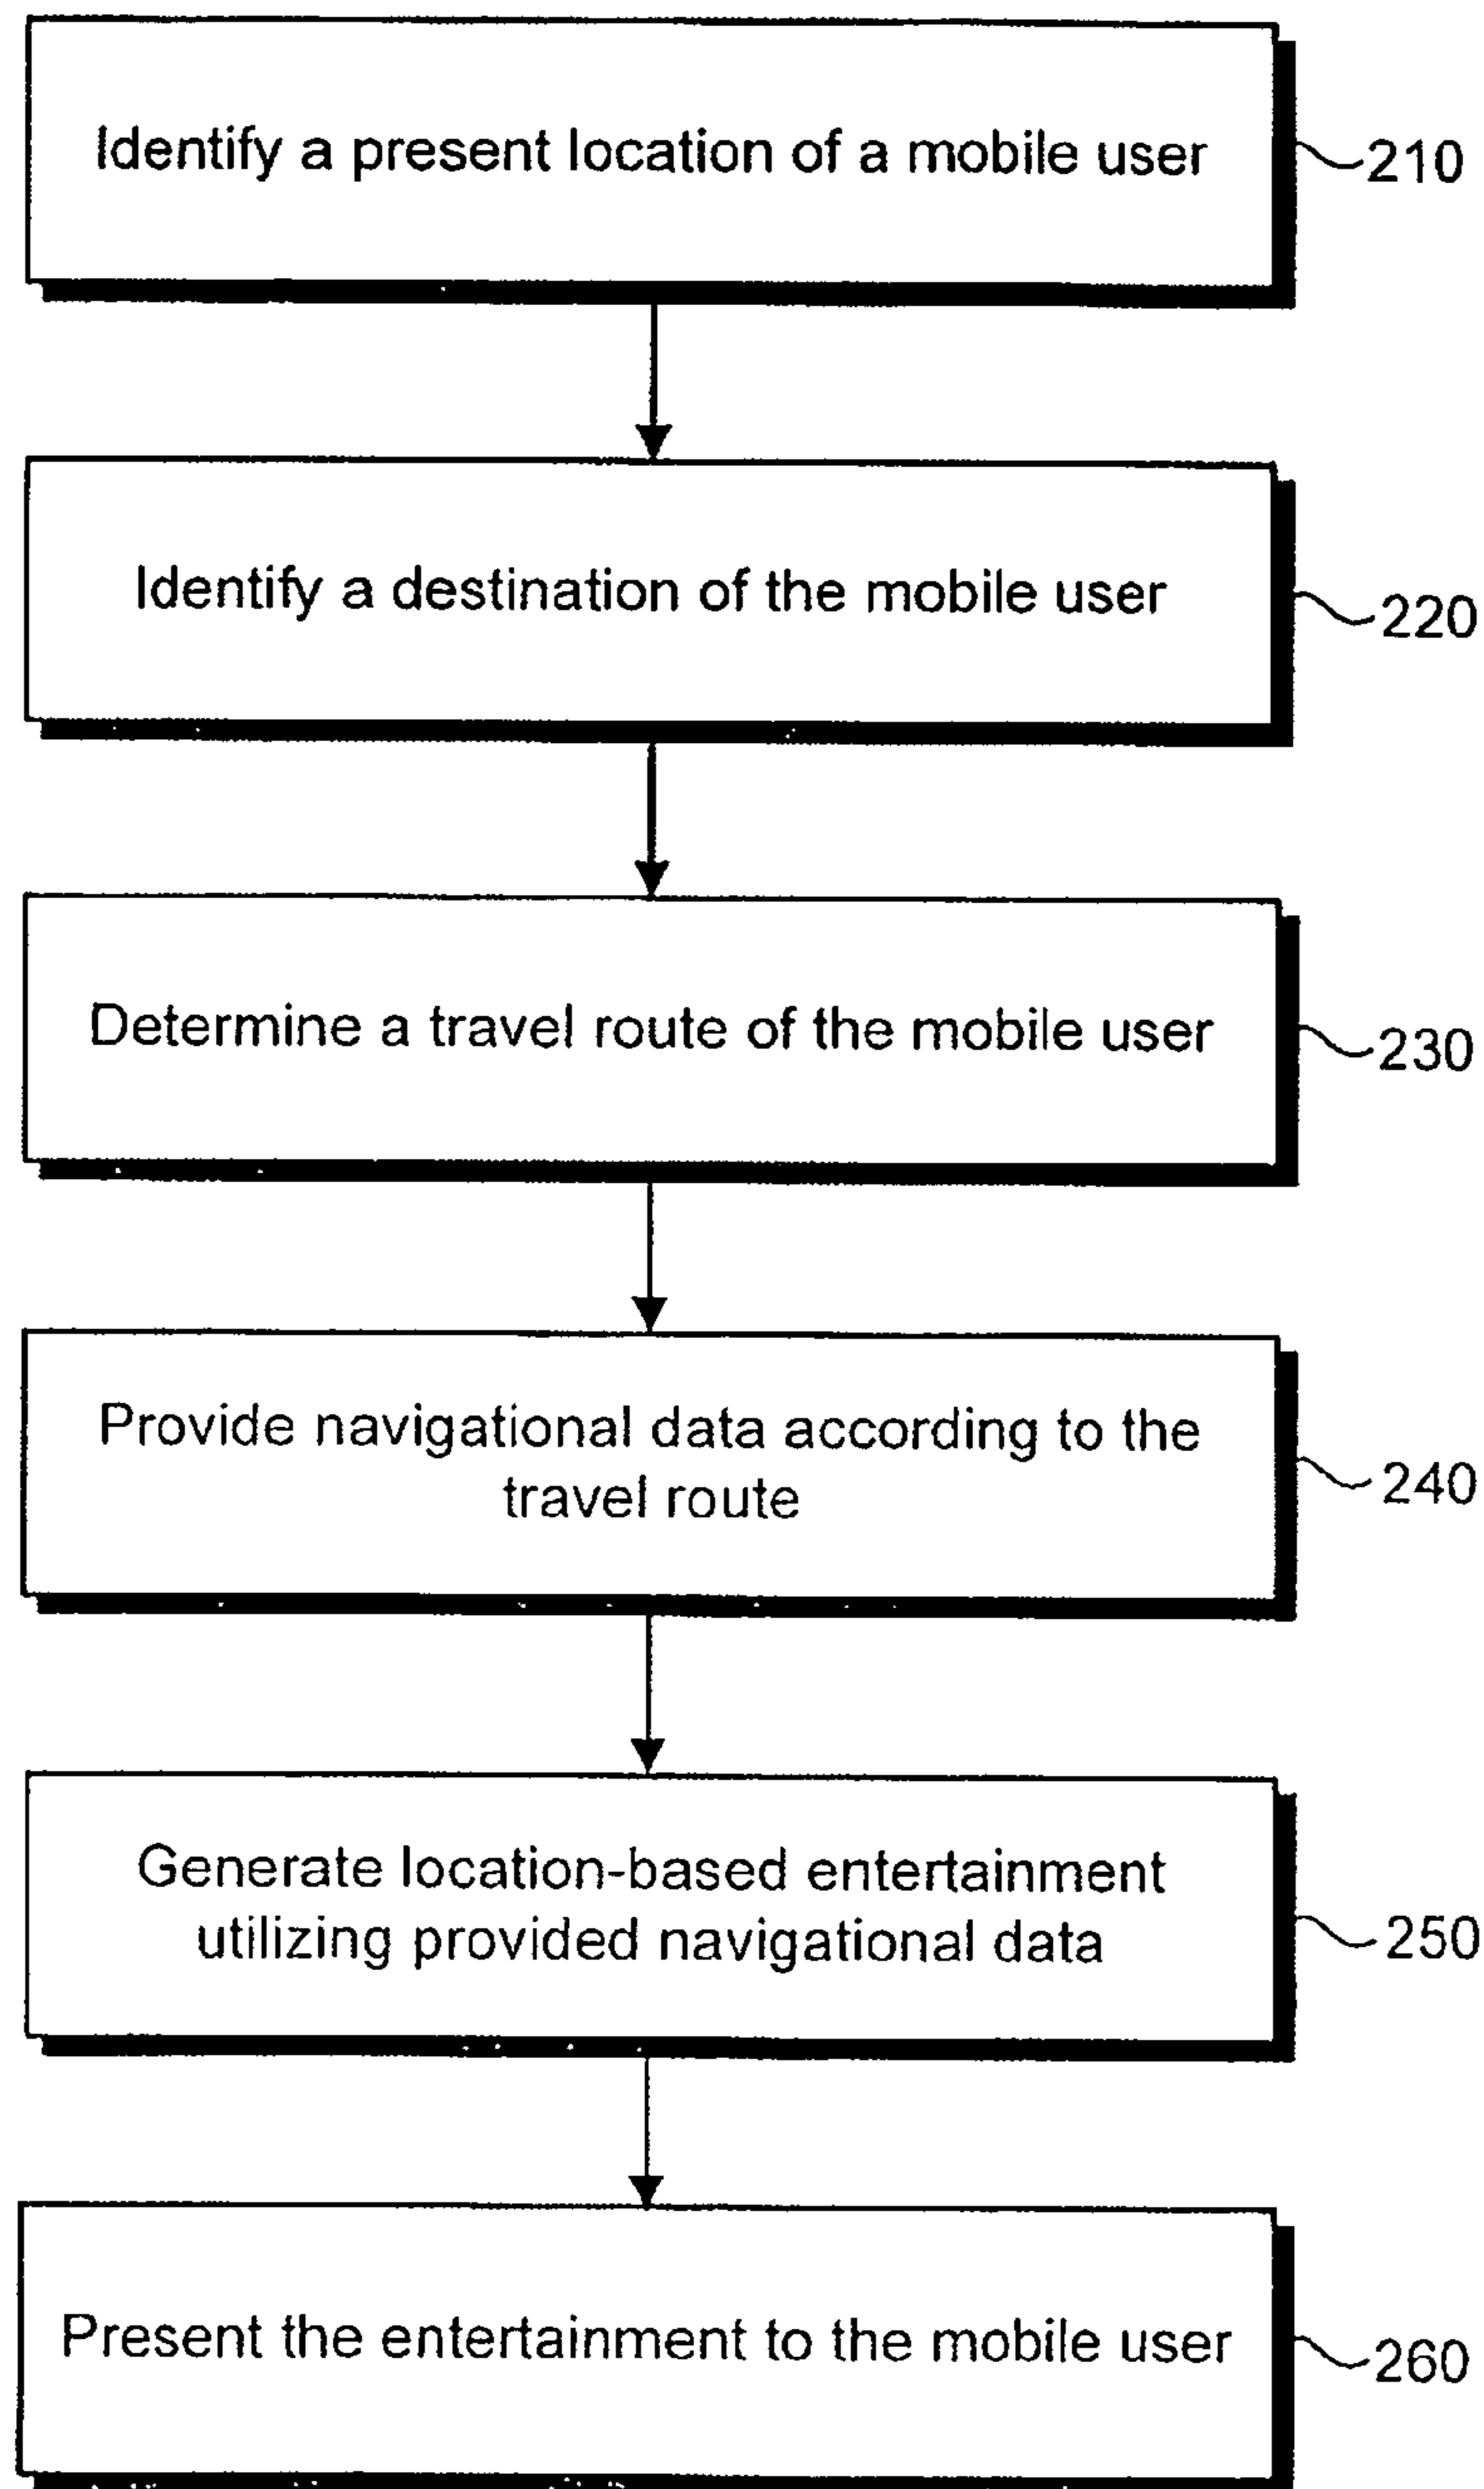 Identify a present location of a mobile user
210
Identify a destination of the mobile user
220
Determine a travel route of the mobile user
230
Provide navigational data according to the
travel route
240
Generate location-based entertainment
utilizing provided navigational data
250
Present the entertainment to the mobile user
260